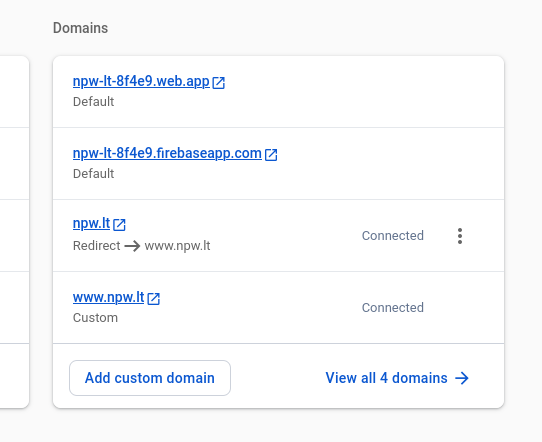 Domains
npw-lt-8f4e9.web.app
Default
npw-lt-8f4e9.firebaseapp.com
Default
npw.lt
Redirect → www.npw.lt
Connected
www.npw.lt
Custom
Connected
Add custom domain
View all 4 domains →